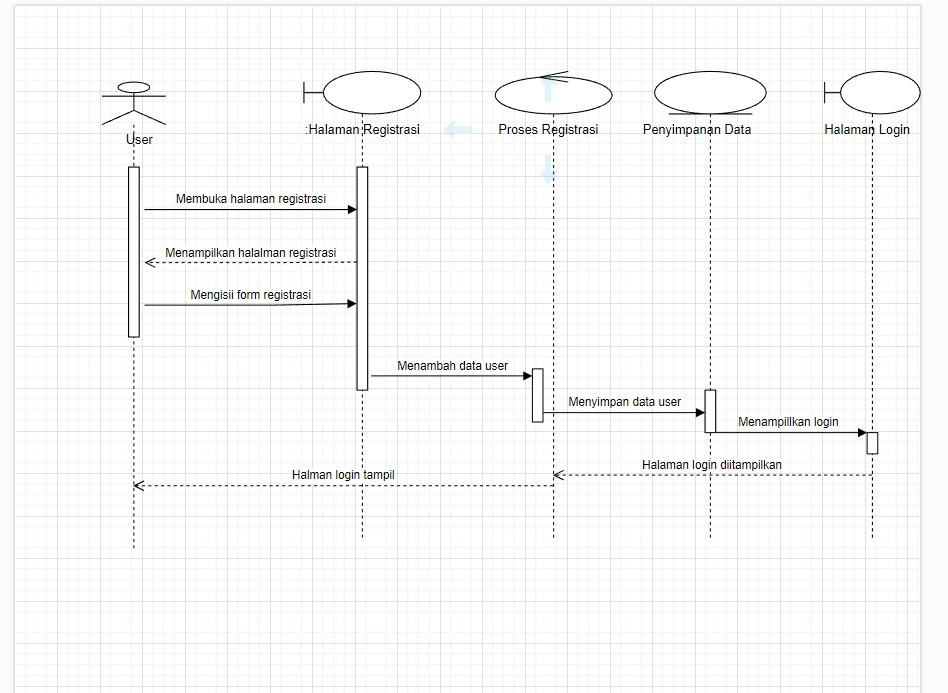 User
:Halaman Registrasi
Proses Registrasi
Penyimpanan Data
Halaman Login
Membuka halaman registrasi
Menampilkan halalman registrasi
Mengisii form registrasi
Menambah data user
Menyimpan data user
Menampillkan login
Halaman login diitampilkan
Halman login tampil